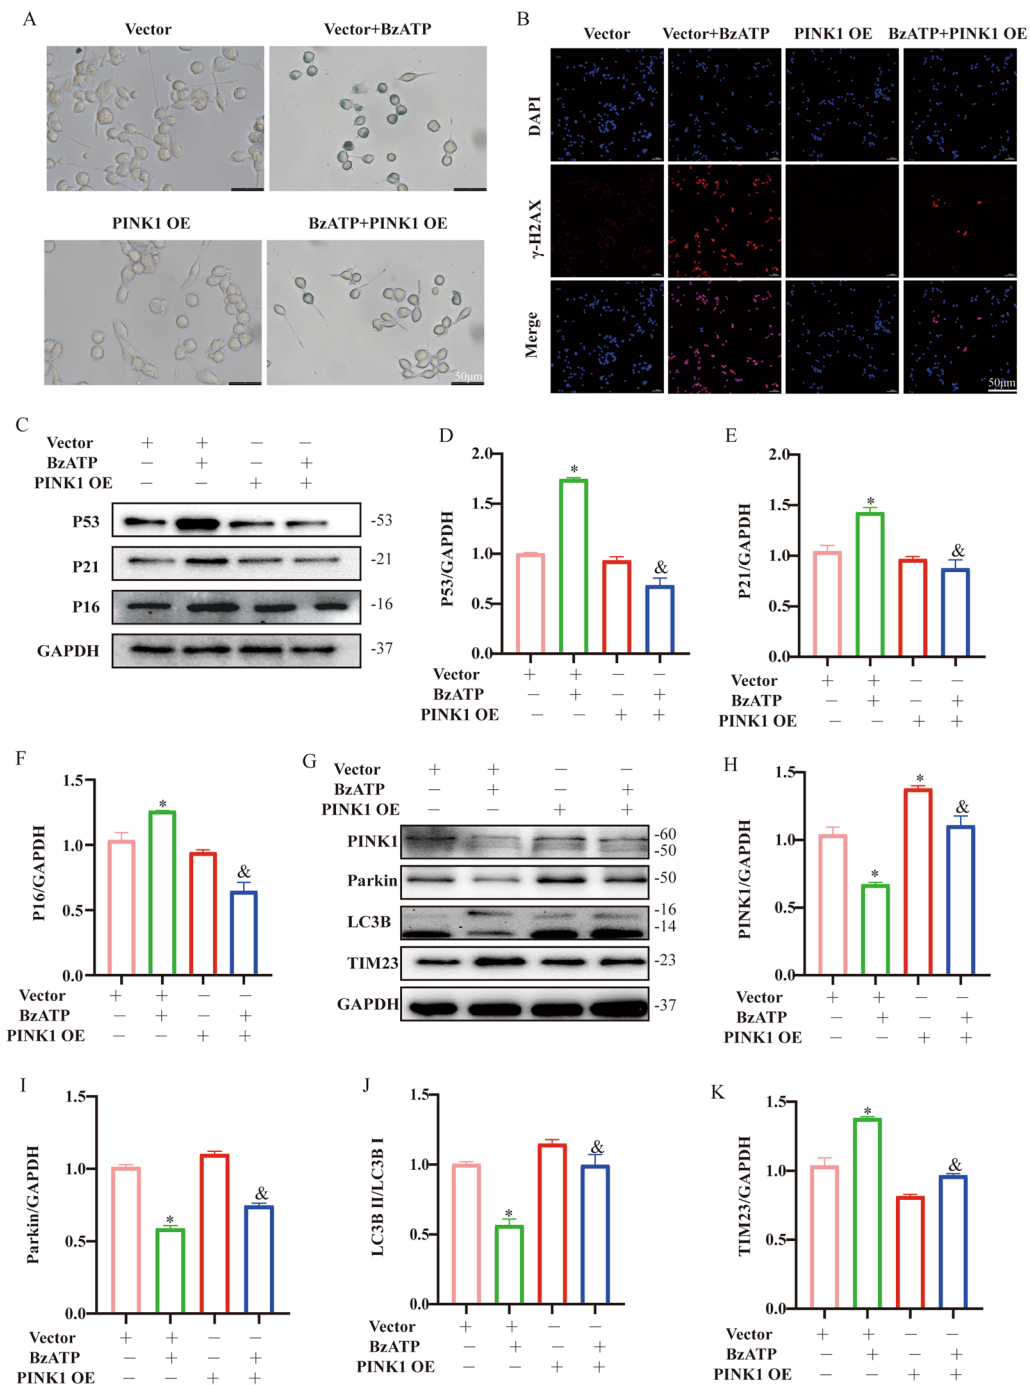 A
Vector Vector+BzATP
PINK1 OE BzATP+PINK1 OE
50μm
B
Vector Vector+BzATP PINK1 OE BzATP+PINK1 OE
DAPI
γ-H2AX
Merge
50μm
C
Vector + + − −
BzATP − + − +
PINK1 OE − − + +
P53 -53
P21 -21
P16 -16
GAPDH -37
D
P53/GAPDH
2.0
1.5
1.0
0.5
0.0
*
&
Vector + + − −
BzATP − + − +
PINK1 OE − − + +
E
P21/GAPDH
2.0
1.5
1.0
0.5
0.0
*
&
Vector + + − −
BzATP − + − +
PINK1 OE − − + +
F
P16/GAPDH
1.5
1.0
0.5
0.0
*
&
Vector + + − −
BzATP − + − +
PINK1 OE − − + +
G
Vector + + − −
BzATP − + − +
PINK1 OE − − + +
PINK1 -60
-50
Parkin -50
LC3B -16
-14
TIM23 -23
GAPDH -37
H
PINK1/GAPDH
1.5
1.0
0.5
0.0
*
*
&
Vector + + − −
BzATP − + − +
PINK1 OE − − + +
I
Parkin/GAPDH
1.5
1.0
0.5
0.0
*
&
Vector + + − −
BzATP − + − +
PINK1 OE − − + +
J
LC3B II/LC3B I
1.5
1.0
0.5
0.0
*
&
Vector + + − −
BzATP − + − +
PINK1 OE − − + +
K
TIM23/GAPDH
1.5
1.0
0.5
0.0
*
&
Vector + + − −
BzATP − + − +
PINK1 OE − − + +